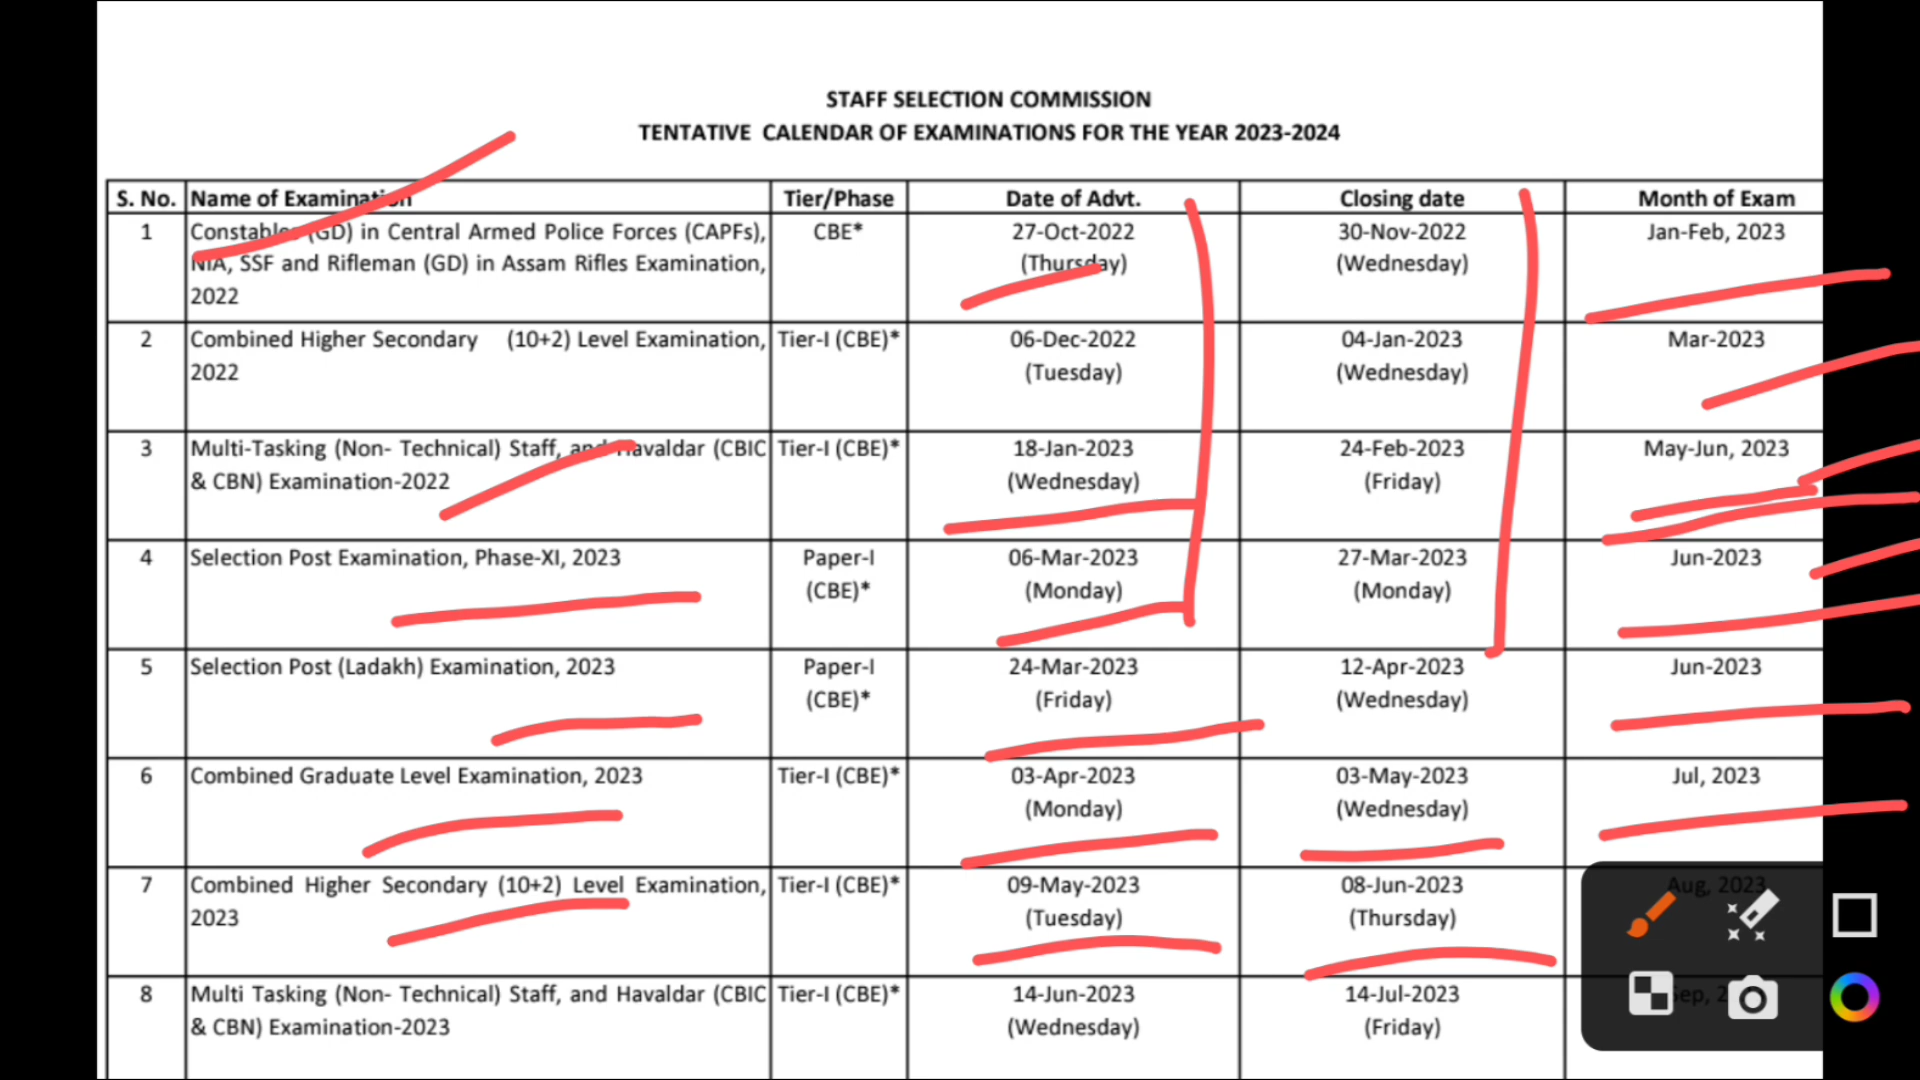 STAFF SELECTION COMMISSION
TENTATIVE CALENDAR OF EXAMINATIONS FOR THE YEAR 2023-2024
S. No. Name of Examination Tier/Phase Date of Advt. Closing date Month of Exam
1 Constables (GD) in Central Armed Police Forces (CAPFs), CBE* 27-Oct-2022 30-Nov-2022 Jan-Feb, 2023
NIA, SSF and Rifleman (GD) in Assam Rifles Examination, (Thursday) (Wednesday)
2022
2 Combined Higher Secondary (10+2) Level Examination, Tier-I (CBE)* 06-Dec-2022 04-Jan-2023 Mar-2023
2022 (Tuesday) (Wednesday)
3 Multi-Tasking (Non- Technical) Staff, and Havaldar (CBIC Tier-I (CBE)* 18-Jan-2023 24-Feb-2023 May-Jun, 2023
& CBN) Examination-2022 (Wednesday) (Friday)
4 Selection Post Examination, Phase-XI, 2023 Paper-I 06-Mar-2023 27-Mar-2023 Jun-2023
(CBE)* (Monday) (Monday)
5 Selection Post (Ladakh) Examination, 2023 Paper-I 24-Mar-2023 12-Apr-2023 Jun-2023
(CBE)* (Friday) (Wednesday)
6 Combined Graduate Level Examination, 2023 Tier-I (CBE)* 03-Apr-2023 03-May-2023 Jul, 2023
(Monday) (Wednesday)
7 Combined Higher Secondary (10+2) Level Examination, Tier-I (CBE)* 09-May-2023 08-Jun-2023 Aug, 2023
2023 (Tuesday) (Thursday)
8 Multi Tasking (Non- Technical) Staff, and Havaldar (CBIC Tier-I (CBE)* 14-Jun-2023 14-Jul-2023
& CBN) Examination-2023 (Wednesday) (Friday)